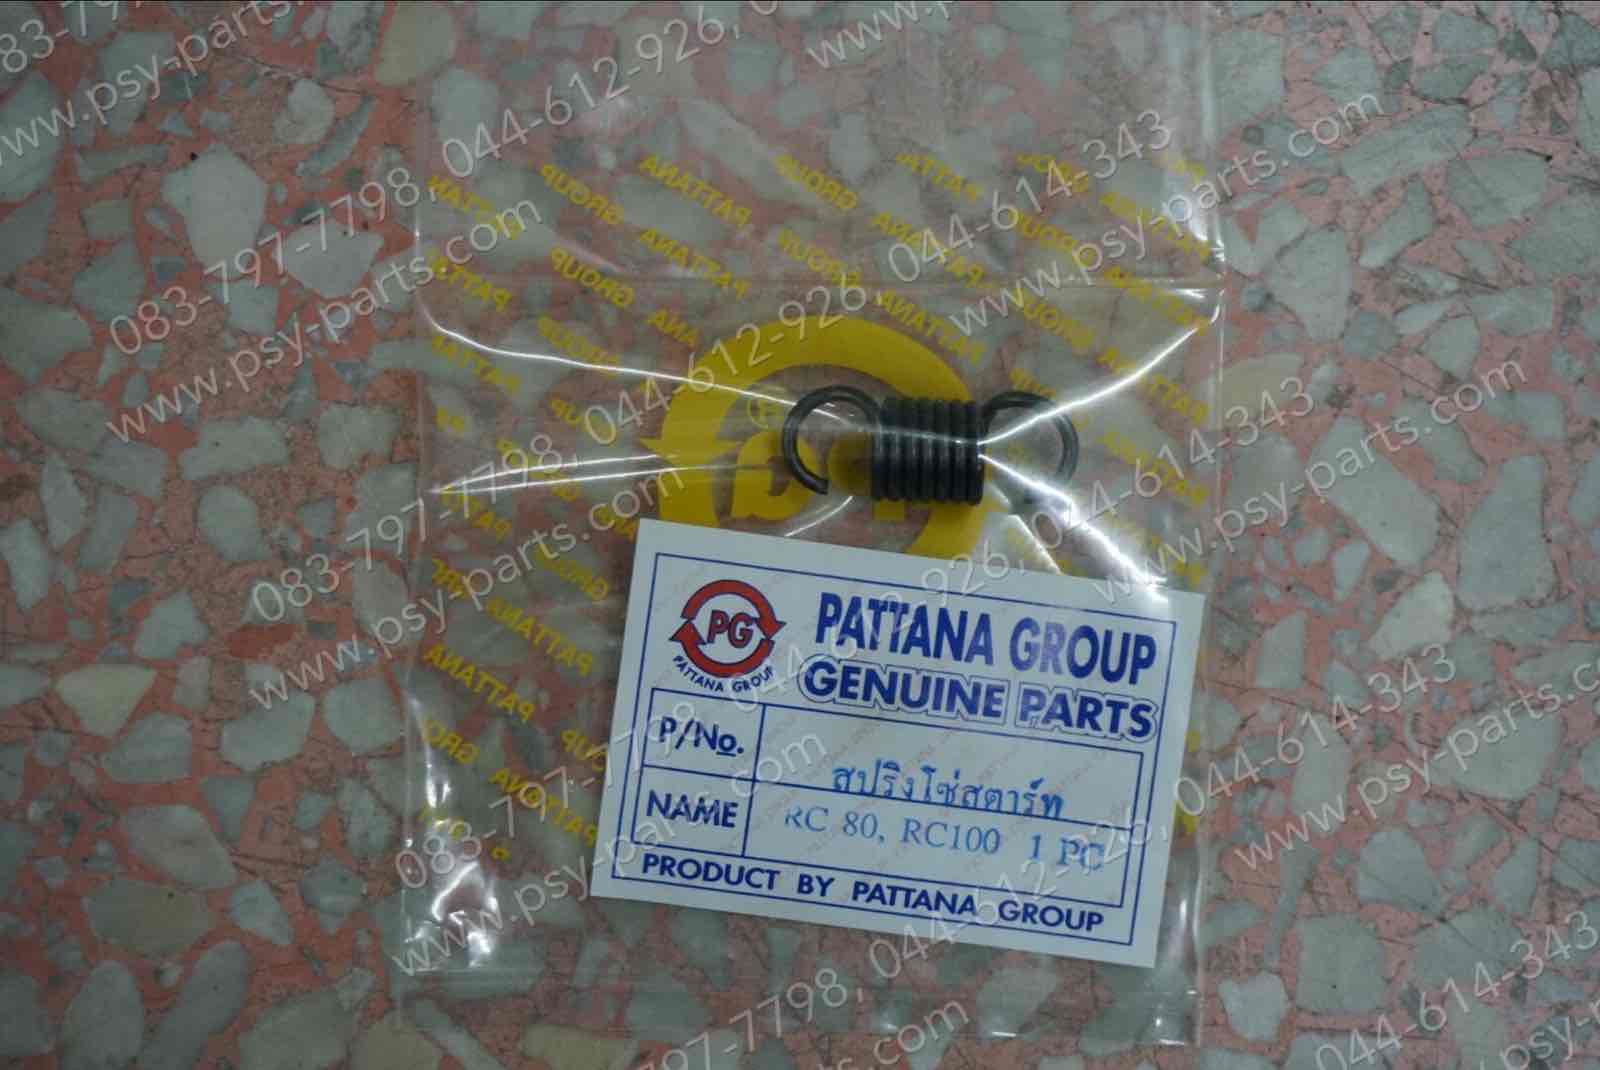 083-797-7798, 044-612-926, 044-614-343
www.psy-parts.com
PATTANA GROUP
PG
PATTANA GROUP
PATTANA GROUP
GENUINE PARTS
P/No.
สปริงโซ่สตาร์ท
NAME
RC 80, RC100 1 PC
PRODUCT BY PATTANA GROUP